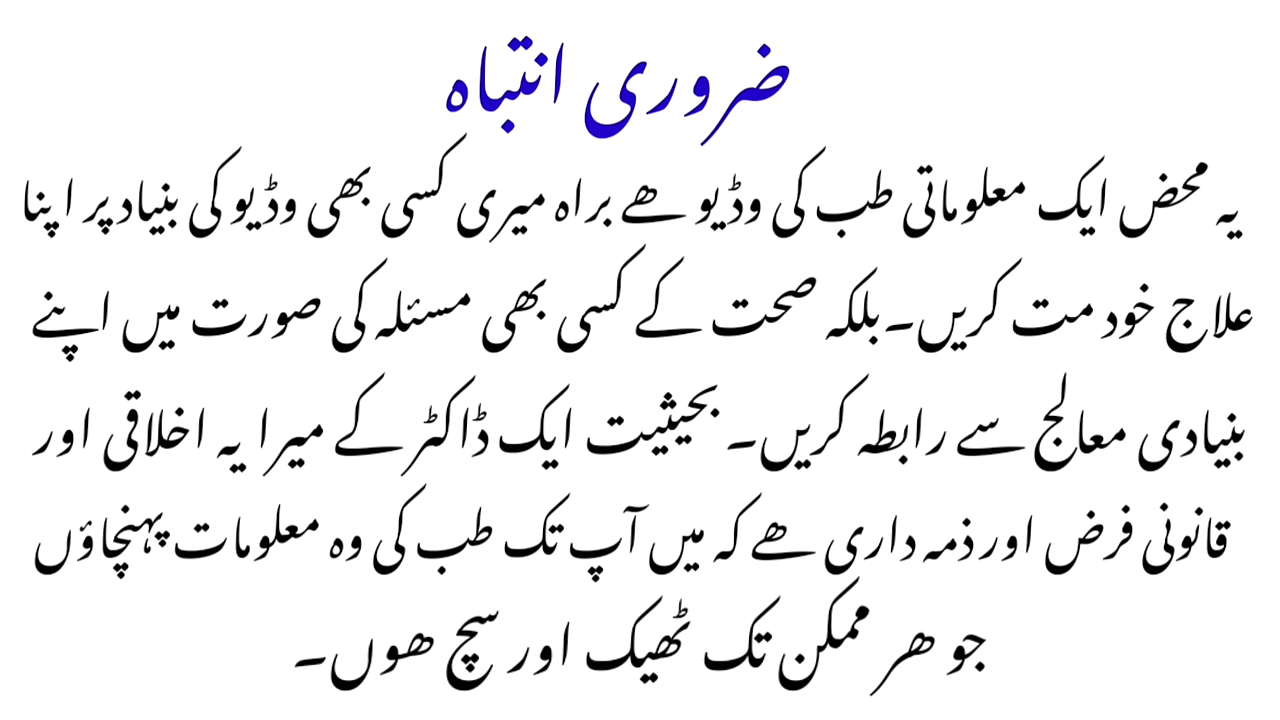 ضروری انتباہ
یہ محض ایک معلوماتی طب کی وڈیو ھے براہ میری کسی بھی وڈیو کی بنیاد پر اپنا
علاج خود مت کریں۔ بلکہ صحت کے کسی بھی مسئلہ کی صورت میں اپنے
بنیادی معالج سے رابطہ کریں۔ بحیثیت ایک ڈاکٹر کے میرا یہ اخلاقی اور
قانونی فرض اور ذمہ داری ھے کہ میں آپ تک طب کی وہ معلومات پہنچاؤں
جو ھر ممکن تک ٹھیک اور سچ ھوں۔